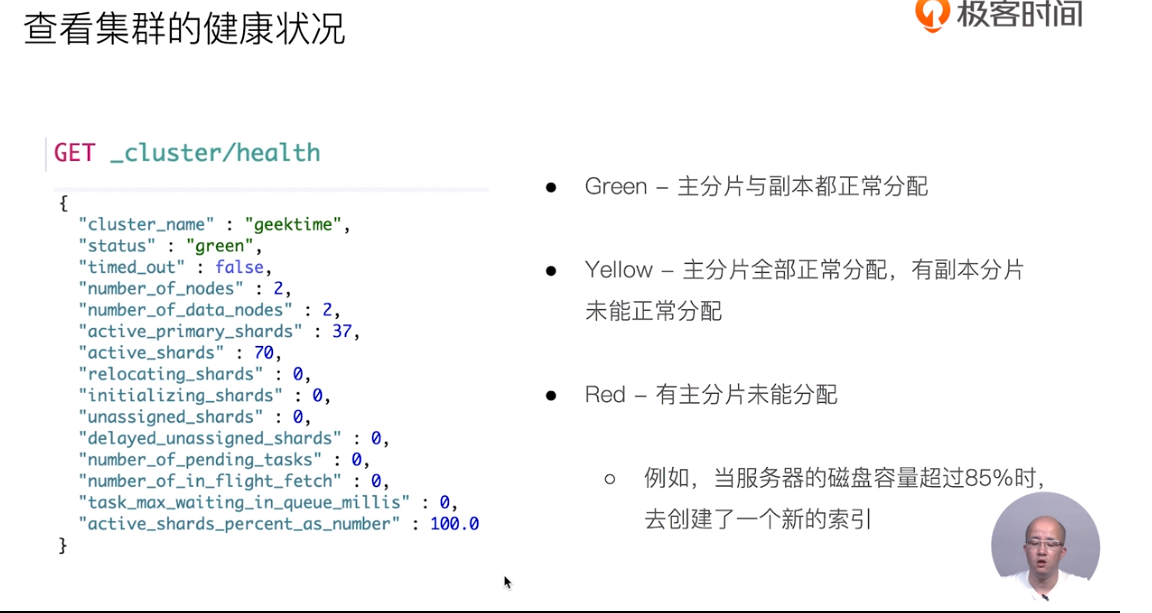 查看集群的健康状况
极客时间
GET _cluster/health
{
"cluster_name" : "geektime",
"status" : "green",
"timed_out" : false,
"number_of_nodes" : 2,
"number_of_data_nodes" : 2,
"active_primary_shards" : 37,
"active_shards" : 70,
"relocating_shards" : 0,
"initializing_shards" : 0,
"unassigned_shards" : 0,
"delayed_unassigned_shards" : 0,
"number_of_pending_tasks" : 0,
"number_of_in_flight_fetch" : 0,
"task_max_waiting_in_queue_millis" : 0,
"active_shards_percent_as_number" : 100.0
}
● Green – 主分片与副本都正常分配
● Yellow – 主分片全部正常分配，有副本分片
未能正常分配
● Red – 有主分片未能分配
○ 例如，当服务器的磁盘容量超过85%时，
去创建了一个新的索引